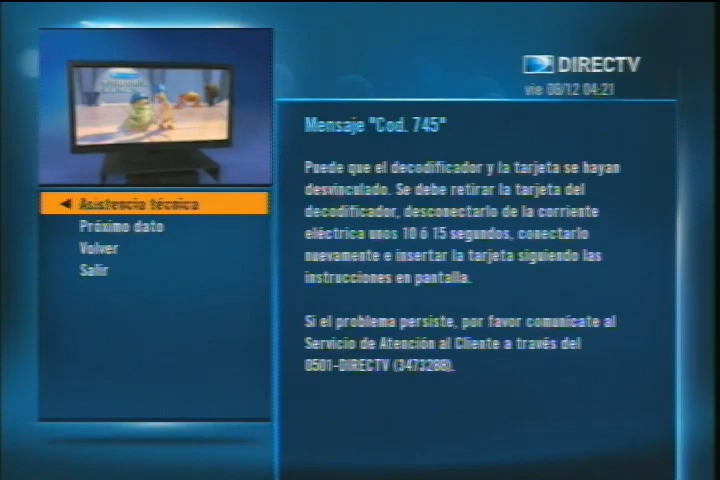 DIRECTV
vie 08/12 04:21
Mensaje "Cod. 745"
Puede que el decodificador y la tarjeta se hayan
desvinculado. Se debe retirar la tarjeta del
decodificador, desconectarlo de la corriente
eléctrica unos 10 ó 15 segundos, conectarlo
nuevamente e insertar la tarjeta siguiendo las
instrucciones en pantalla.
Si el problema persiste, por favor comunicate al
Servicio de Atención al Cliente a través del
0501-DIRECTV (3473288).
Asistencia técnica
Próximo dato
Volver
Salir